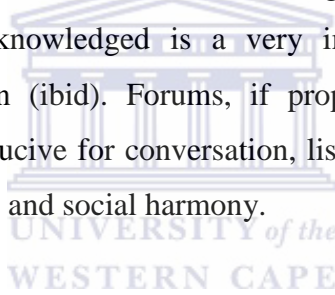 knowledged is a very i
n (ibid). Forums, if prop
ucive for conversation, lis
and social harmony.
UNIVERSITY of the
WESTERN CAPE